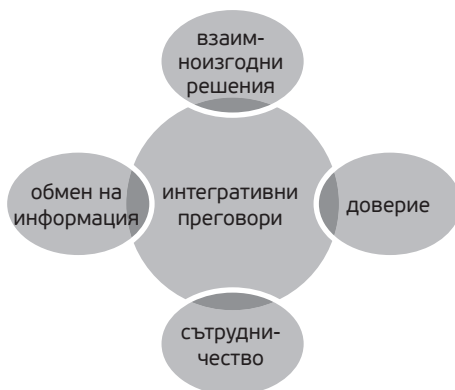 взаим-
ноизгодни
решения
обмен на
информация
интегративни
преговори
доверие
сътрудни-
чество